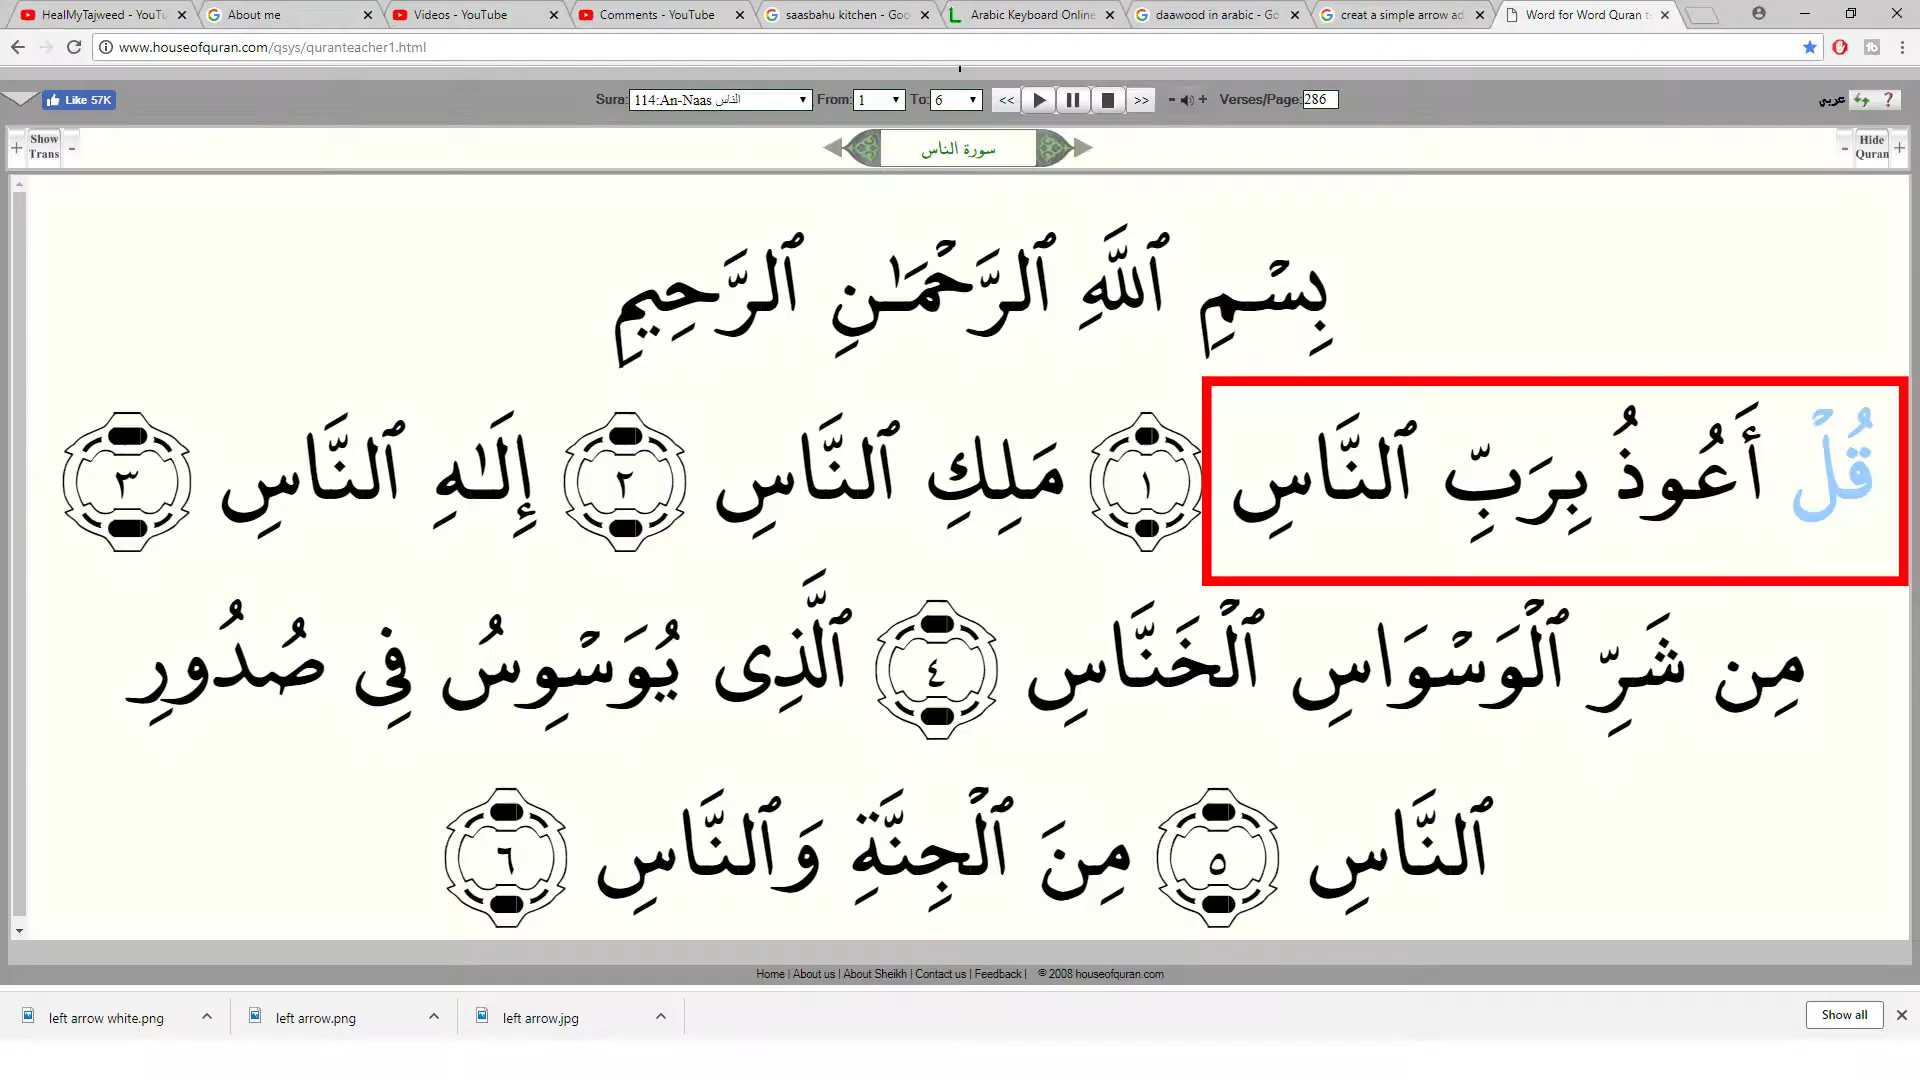 HealMyTajweed - YouTu
About me
Videos - YouTube
Comments - YouTube
saasbahu kitchen - Goo
Arabic Keyboard Online
daawood in arabic - Go
creat a simple arrow ad
Word for Word Quran t
www.houseofquran.com/qsys/quranteacher1.html
Like 57K
Sura: 114:An-Naas الناس From: 1 To: 6 << >> - + Verses/Page: 286
عربي ?
+ Show Trans -
سورة الناس
- Hide Quran +
بِسْمِ ٱللَّهِ ٱلرَّحْمَـٰنِ ٱلرَّحِيمِ
قُلْ أَعُوذُ بِرَبِّ ٱلنَّاسِ ١ مَلِكِ ٱلنَّاسِ ٢ إِلَـٰهِ ٱلنَّاسِ ٣
مِن شَرِّ ٱلْوَسْوَاسِ ٱلْخَنَّاسِ ٤ ٱلَّذِى يُوَسْوِسُ فِى صُدُورِ
ٱلنَّاسِ ٥ مِنَ ٱلْجِنَّةِ وَٱلنَّاسِ ٦
Home | About us | About Sheikh | Contact us | Feedback | © 2008 houseofquran.com
left arrow white.png
left arrow.png
left arrow.jpg
Show all